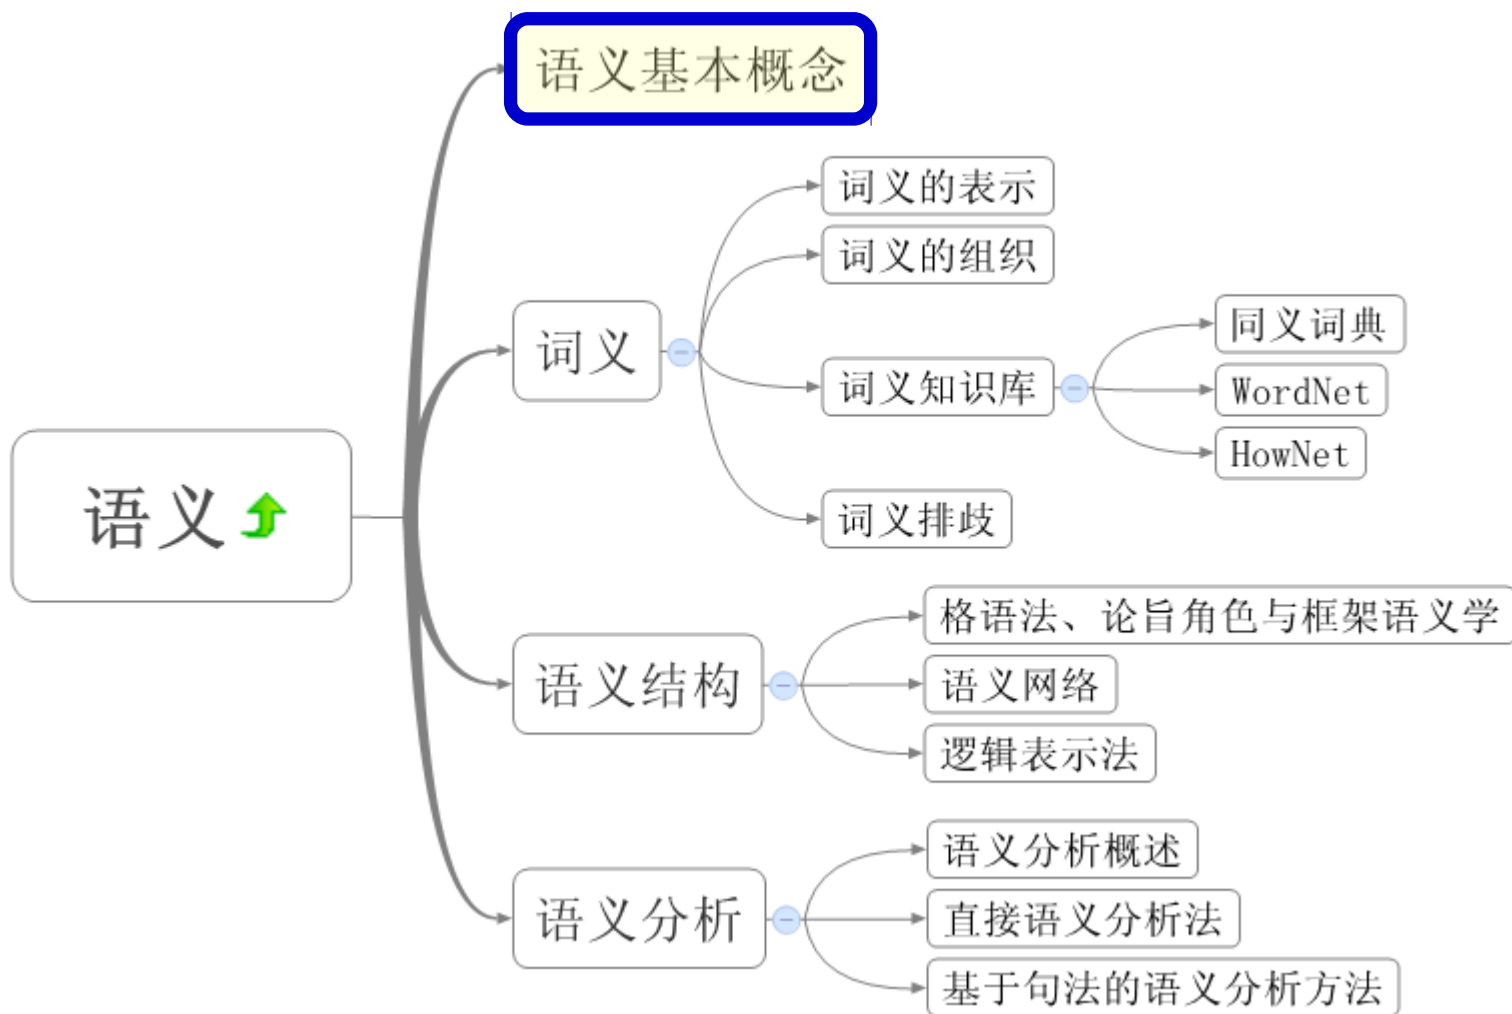 语义
语义基本概念
词义
词义的表示
词义的组织
词义知识库
同义词典
WordNet
HowNet
词义排歧
语义结构
格语法、论旨角色与框架语义学
语义网络
逻辑表示法
语义分析
语义分析概述
直接语义分析法
基于句法的语义分析方法